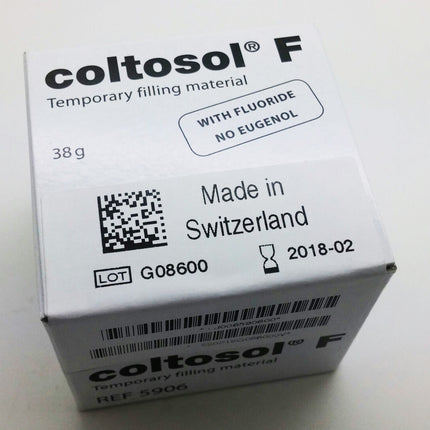 coltosol® F
Temporary filling material
WITH FLUORIDE
NO EUGENOL
38g
Made in
Switzerland
2018-02
LOT G08600
coltosol® F
Temporary filling material
REF 5906